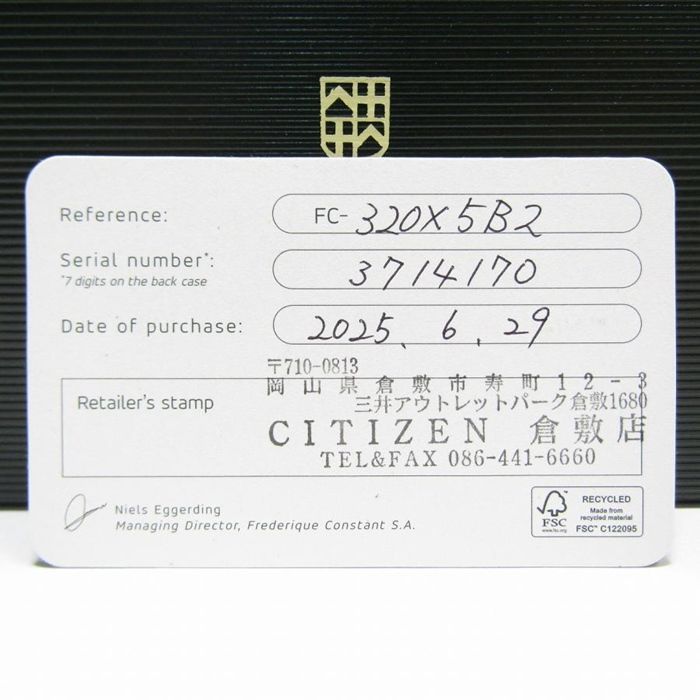 Reference: FC- 320X5B2
Serial number*: 3714170
*7 digits on the back case
Date of purchase: 2025. 6. 29
〒710-0813
岡山県倉敷市寿町12-3
三井アウトレットパーク倉敷1680
Retailer's stamp
CITIZEN 倉敷店
TEL&FAX 086-441-6660
Niels Eggerding
Managing Director, Frederique Constant S.A.
FSC
www.fsc.org
RECYCLED
Made from
recycled material
FSC™ C122095